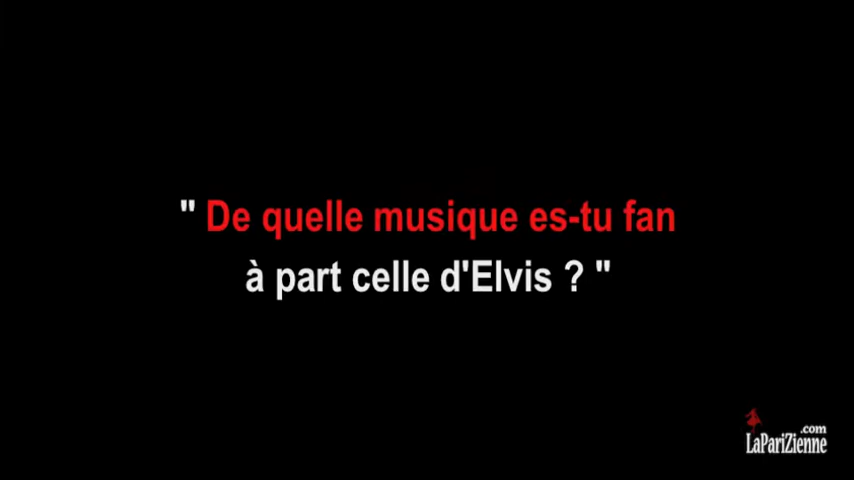 " De quelle musique es-tu fan
à part celle d'Elvis ? "
.com
LaPariZienne